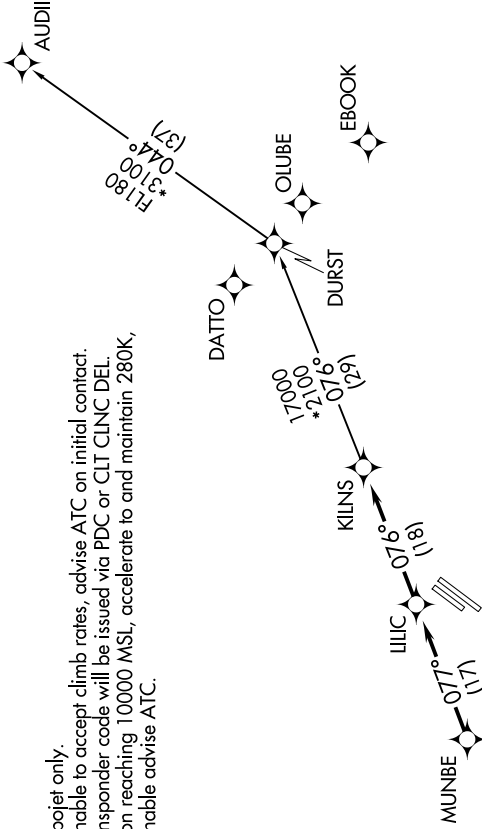 bojet only.
nable to accept climb rates, advise ATC on initial contact.
nsponder code will be issued via PDC or CLT CLNC DEL.
on reaching 10000 MSL, accelerate to and maintain 280K,
nable advise ATC.
MUNBE
077°
(17)
LILIC
076°
(18)
KILNS
17000
*2100
076°
(29)
DURST
DATTO
OLUBE
EBOOK
FL180
*3100
044°
(37)
AUDII